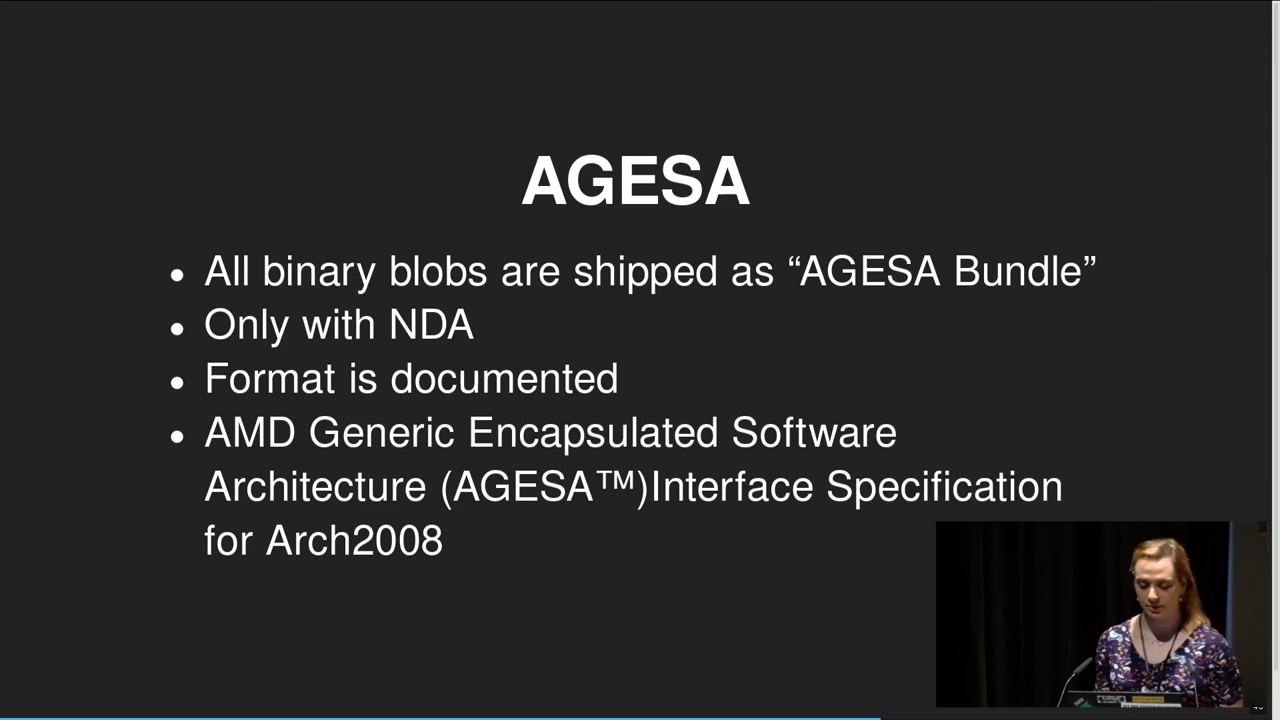 AGESA
All binary blobs are shipped as “AGESA Bundle”
Only with NDA
Format is documented
AMD Generic Encapsulated Software
Architecture (AGESA™)Interface Specification
for Arch2008